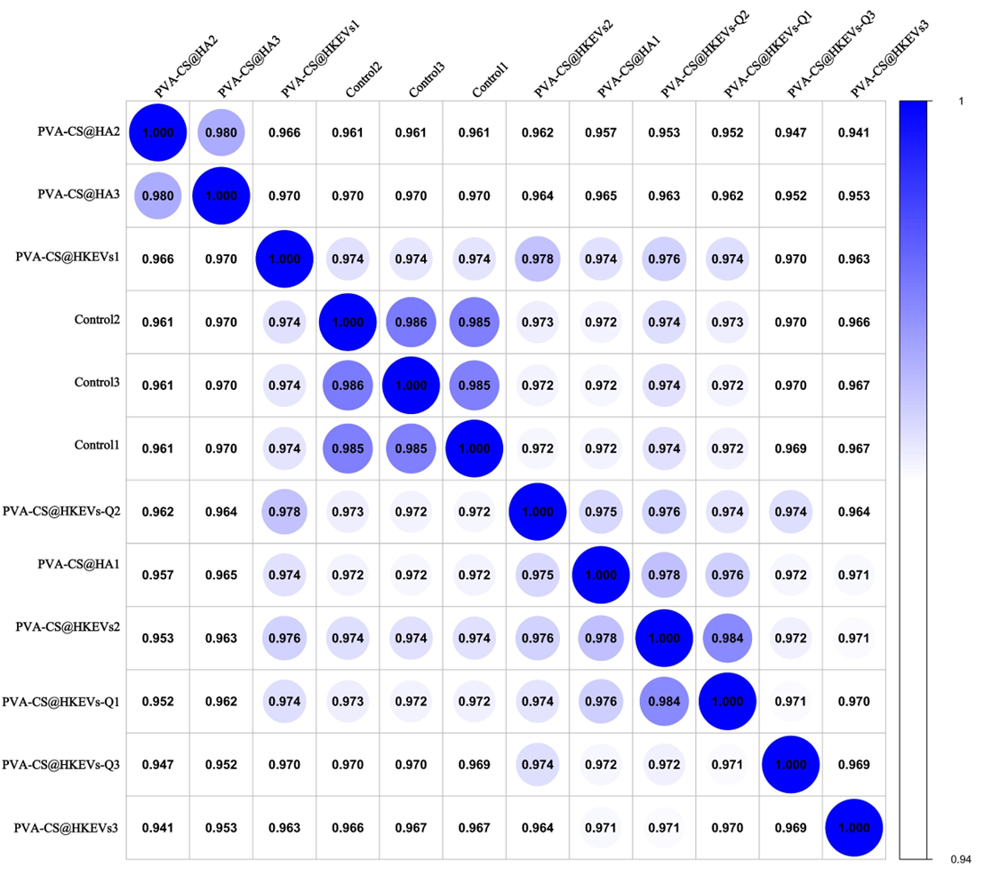 PVA-CS@HA2 PVA-CS@HA3 PVA-CS@HKEVs1 Control2 Control3 Control1 PVA-CS@HKEVs2 PVA-CS@HA1 PVA-CS@HKEVs-Q2 PVA-CS@HKEVs-Q1 PVA-CS@HKEVs-Q3 PVA-CS@HKEVs3
1
PVA-CS@HA2 1.000 0.980 0.966 0.961 0.961 0.961 0.962 0.957 0.953 0.952 0.947 0.941
PVA-CS@HA3 0.980 1.000 0.970 0.970 0.970 0.970 0.964 0.965 0.963 0.962 0.952 0.953
PVA-CS@HKEVs1 0.966 0.970 1.000 0.974 0.974 0.974 0.978 0.974 0.976 0.974 0.970 0.963
Control2 0.961 0.970 0.974 1.000 0.986 0.985 0.973 0.972 0.974 0.973 0.970 0.966
Control3 0.961 0.970 0.974 0.986 1.000 0.985 0.972 0.972 0.974 0.972 0.970 0.967
Control1 0.961 0.970 0.974 0.985 0.985 1.000 0.972 0.972 0.974 0.972 0.969 0.967
PVA-CS@HKEVs-Q2 0.962 0.964 0.978 0.973 0.972 0.972 1.000 0.975 0.976 0.974 0.974 0.964
PVA-CS@HA1 0.957 0.965 0.974 0.972 0.972 0.972 0.975 1.000 0.978 0.976 0.972 0.971
PVA-CS@HKEVs2 0.953 0.963 0.976 0.974 0.974 0.974 0.976 0.978 1.000 0.984 0.972 0.971
PVA-CS@HKEVs-Q1 0.952 0.962 0.974 0.973 0.972 0.972 0.974 0.976 0.984 1.000 0.971 0.970
PVA-CS@HKEVs-Q3 0.947 0.952 0.970 0.970 0.970 0.969 0.974 0.972 0.972 0.971 1.000 0.969
PVA-CS@HKEVs3 0.941 0.953 0.963 0.966 0.967 0.967 0.964 0.971 0.971 0.970 0.969 1.000
0.94